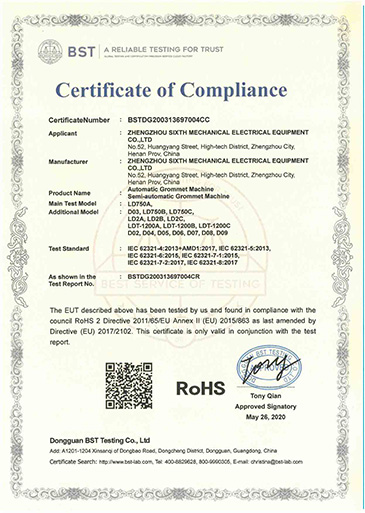 BST | A RELIABLE TESTING FOR TRUST
Certificate of Compliance
CertificateNumber : BSTDG200313697004CC
Applicant : ZHENGZHOU SIXTH MECHANICAL ELECTRICAL EQUIPMENT
CO.,LTD
No.52, Huangyang Street, High-tech District, Zhengzhou City,
Henan Prov, China
Manufacturer : ZHENGZHOU SIXTH MECHANICAL ELECTRICAL EQUIPMENT
CO.,LTD
No.52, Huangyang Street, High-tech District, Zhengzhou City,
Henan Prov, China
Product Name : Automatic Grommet Machine
Semi-automatic Grommet Machine
Main Test Model : LD750A,
Additional Model : D03, LD750B, LD750C,
LD2A, LD2B, LD2C,
LDT-1200A, LDT-1200B, LDT-1200C
D02, D04, D05, D06, D07, D08, D09
Test Standard : IEC 62321-4:2013+AMD1:2017, IEC 62321-5:2013,
IEC 62321-6:2015, IEC 62321-7-1:2015,
IEC 62321-7-2:2017, IEC 62321-8:2017
As shown in the
Test Report No. : BSTDG200313697004CR
BEST SERVICE OF TESTING
The EUT described above has been tested by us and found in compliance with the
council RoHS 2 Directive 2011/65/EU Annex II (EU) 2015/863 as last amended by
Directive (EU) 2017/2102. This certificate is only valid in conjunction with the test
report.
RoHS
BST TESTING
Tony Qian
Approved Signatory
May 26, 2020
Dongguan BST Testing Co., Ltd
Add: A1201-1204 Xinsanqi of Dongbao Road, Dongcheng District, Dongguan, Guangdong, China
Certificate Search: http://www.bst-lab.com, Tel: 400-8829628, 800-9990305, E-mail: christina@bst-lab.com